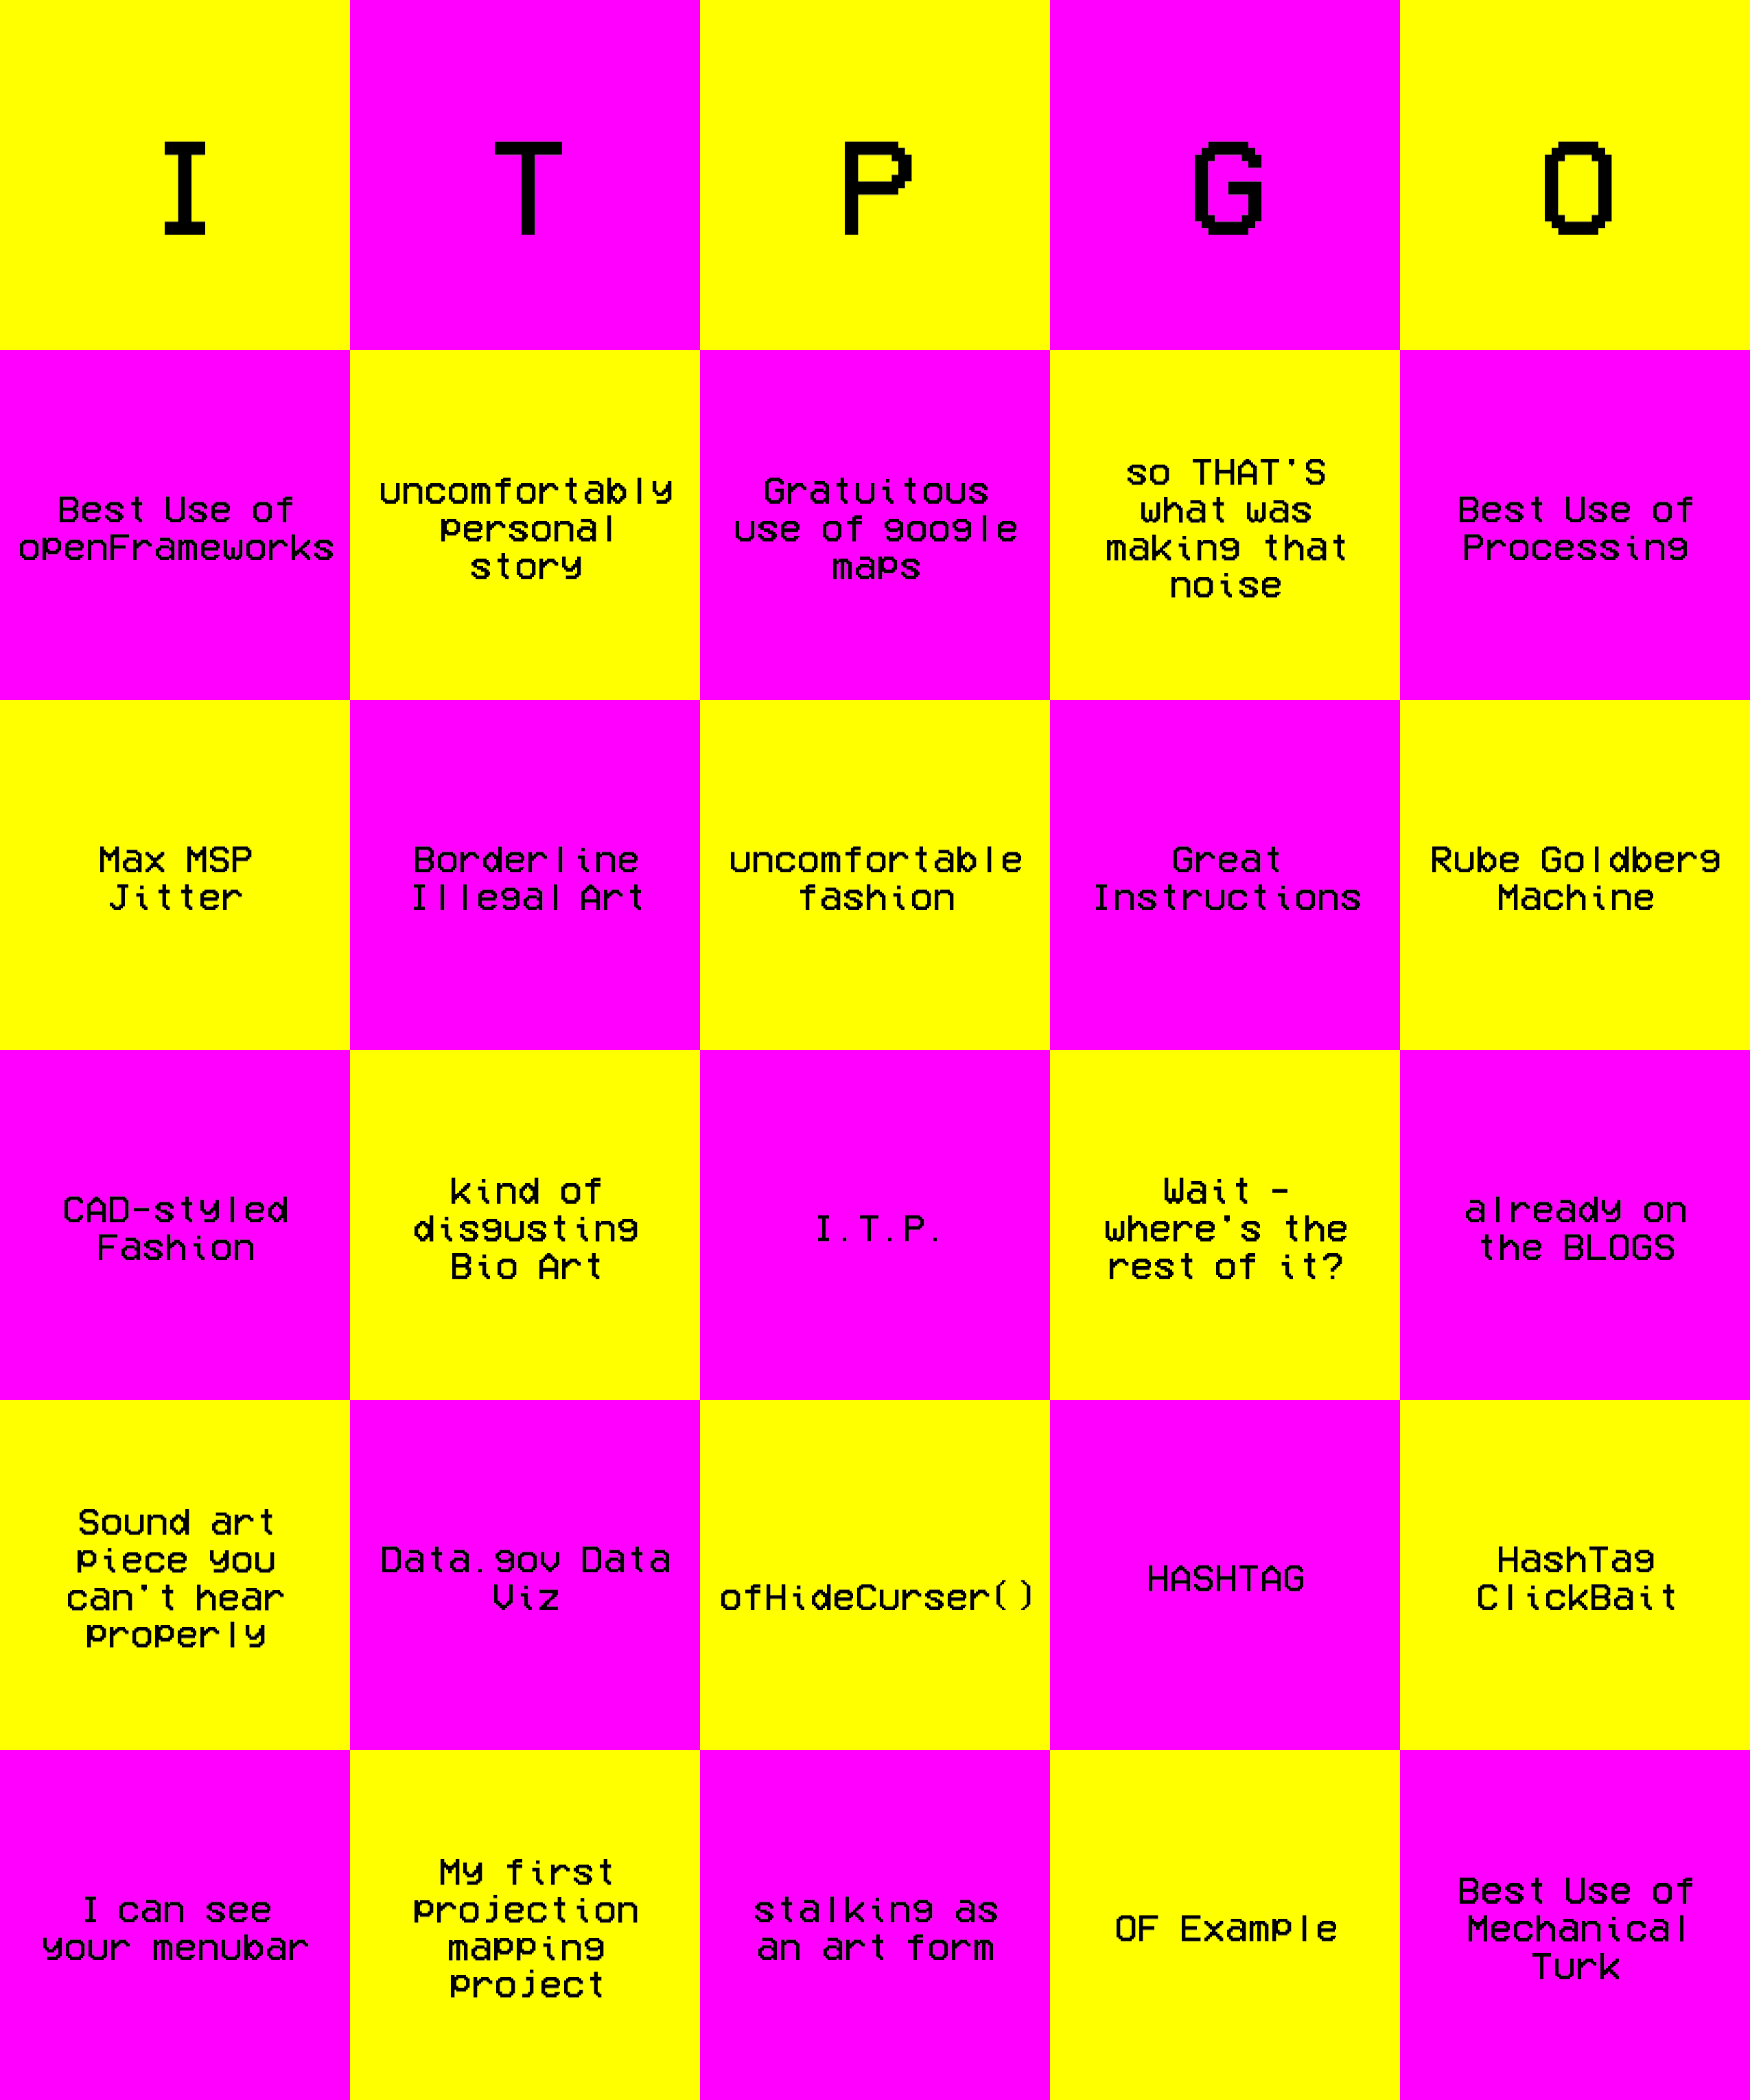 I
T
P
G
O
Best Use of
openFrameworks
uncomfortably
personal
story
Gratuitous
use of google
maps
so THAT'S
what was
making that
noise
Best Use of
Processing
Max MSP
Jitter
Borderline
Illegal Art
uncomfortable
fashion
Great
Instructions
Rube Goldberg
Machine
CAD-styled
Fashion
kind of
disgusting
Bio Art
I.T.P.
Wait -
where's the
rest of it?
already on
the BLOGS
Sound art
piece you
can't hear
properly
Data.gov Data
Viz
ofHideCurser()
HASHTAG
HashTag
ClickBait
I can see
your menubar
My first
projection
mapping
project
stalking as
an art form
OF Example
Best Use of
Mechanical
Turk